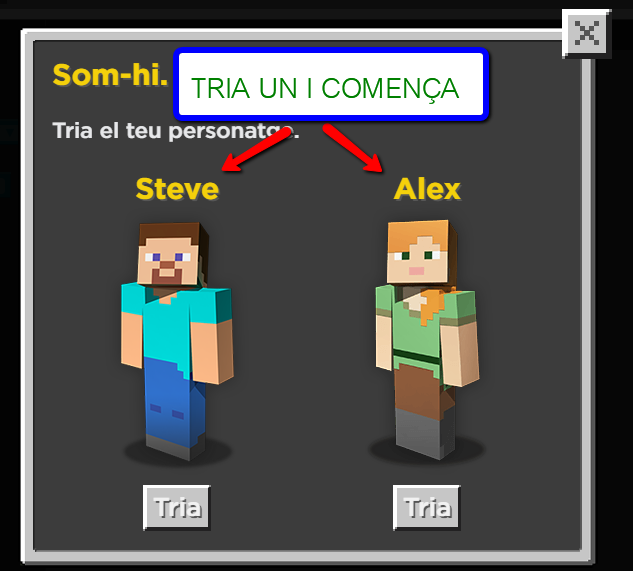 Som-hi.
TRIA UN I COMENÇA
Tria el teu personatge.
Steve
Alex
Tria
Tria